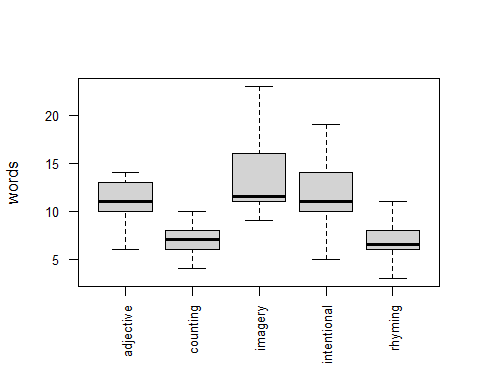 words
20
15
10
5
adjective
counting
imagery
intentional
rhyming